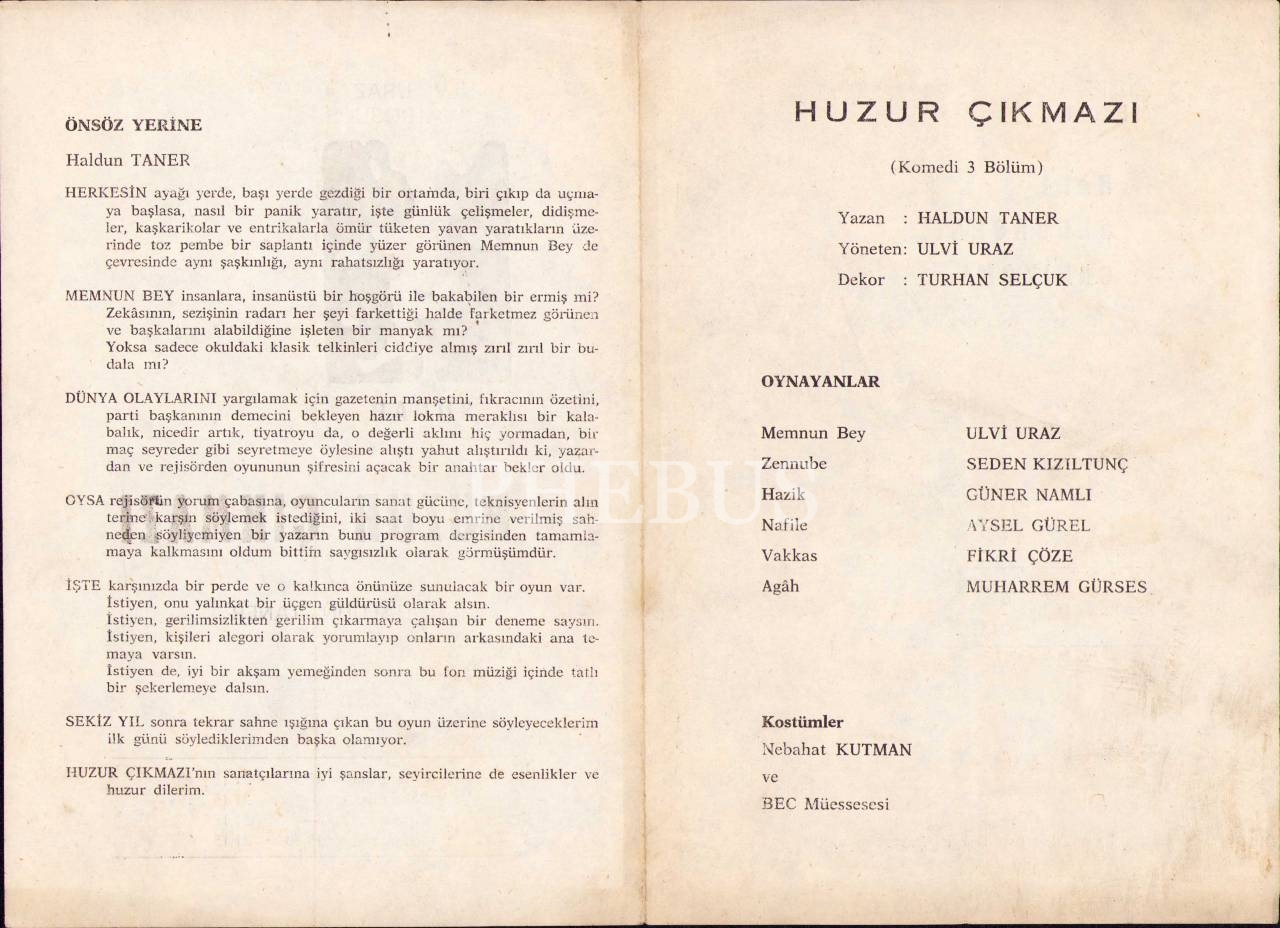 ÖNSÖZ YERİNE
Haldun TANER
HERKESİN ayağı yerde, başı yerde gezdiği bir ortamda, biri çıkıp da uçma-
ya başlasa, nasıl bir panik yaratır, işte günlük çelişmeler, didişme-
ler, kaşkarikolar ve entrikalarla ömür tüketen yavan yaratıkların üze-
rinde toz pembe bir saplantı içinde yüzer görünen Memnun Bey de
çevresinde aynı şaşkınlığı, aynı rahatsızlığı yaratıyor.
MEMNUN BEY insanlara, insanüstü bir hoşgörü ile bakabilen bir ermiş mi?
Zekâsının, sezişinin radarı her şeyi farkettiği halde farketmez görünen
ve başkalarını alabildiğine işleten bir manyak mı?
Yoksa sadece okuldaki klasik telkinleri ciddiye almış zırıl zırıl bir bu-
dala mı?
DÜNYA OLAYLARINI yargılamak için gazetenin manşetini, fıkracının özetini,
parti başkanının demecini bekleyen hazır lokma meraklısı bir kala-
balık, nicedir artık, tiyatroyu da, o değerli aklını hiç yormadan, bir
maç seyreder gibi seyretmeye öylesine alıştı yahut alıştırıldı ki, yazar-
dan ve rejisörden oyununun şifresini açacak bir anahtar bekler oldu.
OYSA rejisörün yorum çabasına, oyuncuların sanat gücüne, teknisyenlerin alın
terine karşın söylemek istediğini, iki saat boyu emrine verilmiş sah-
neden söyliyemiyen bir yazarın bunu program dergisinden tamamla-
maya kalkmasını oldum bittim saygısızlık olarak görmüşümdür.
İŞTE karşınızda bir perde ve o kalkınca önünüze sunulacak bir oyun var.
İstiyen, onu yalınkat bir üçgen güldürüsü olarak alsın.
İstiyen, gerilimsizlikten gerilim çıkarmaya çalışan bir deneme saysın.
İstiyen, kişileri alegori olarak yorumlayıp onların arkasındaki ana te-
maya varsın.
İstiyen de, iyi bir akşam yemeğinden sonra bu fon müziği içinde tatlı
bir şekerlemeye dalsın.
SEKİZ YIL sonra tekrar sahne ışığına çıkan bu oyun üzerine söyleyeceklerim
ilk günü söylediklerimden başka olamıyor.
HUZUR ÇIKMAZI'nın sanatçılarına iyi şanslar, seyircilerine de esenlikler ve
huzur dilerim.
HUZUR ÇIKMAZI
(Komedi 3 Bölüm)
Yazan : HALDUN TANER
Yöneten: ULVİ URAZ
Dekor : TURHAN SELÇUK
OYNAYANLAR
Memnun Bey ULVİ URAZ
Zennube SEDEN KIZILTUNÇ
Hazik GÜNER NAMLI
Nafile AYSEL GÜREL
Vakkas FİKRİ ÇÖZE
Agâh MUHARREM GÜRSES
Kostümler
Nebahat KUTMAN
ve
BEC Müessesesi
PHEBUS